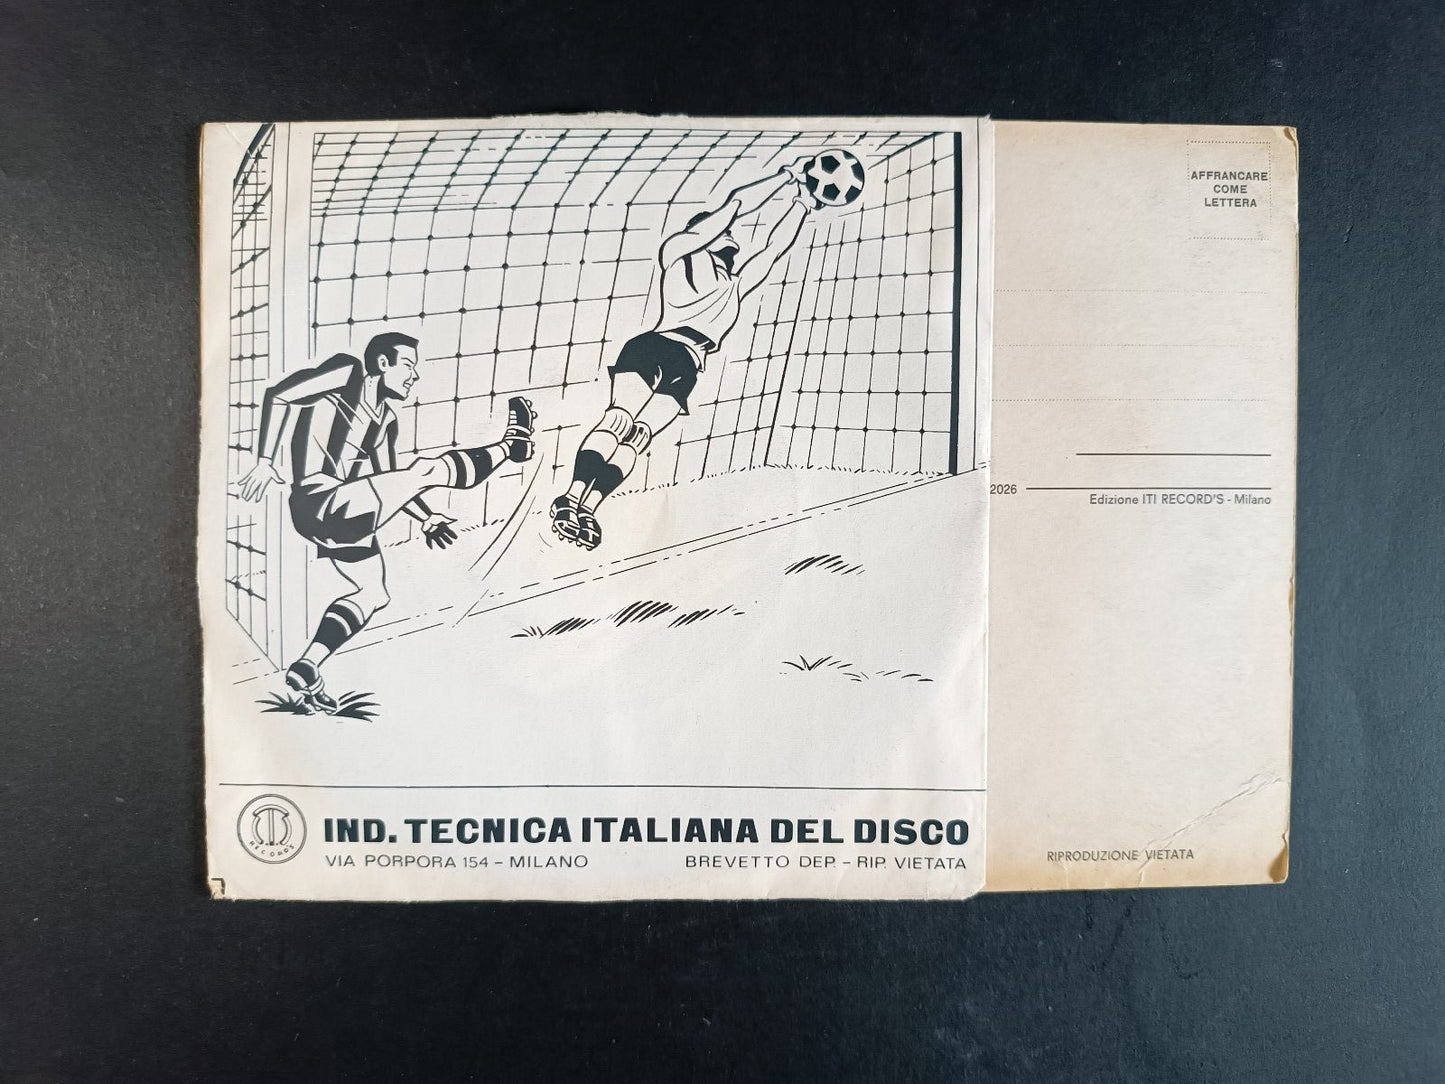 AFFRANCARE
COME
LETTERA
2026
Edizione ITI RECORD'S - Milano
RIPRODUZIONE VIETATA
RECORDS
IND. TECNICA ITALIANA DEL DISCO
VIA PORPORA 154 - MILANO
BREVETTO DEP. - RIP. VIETATA